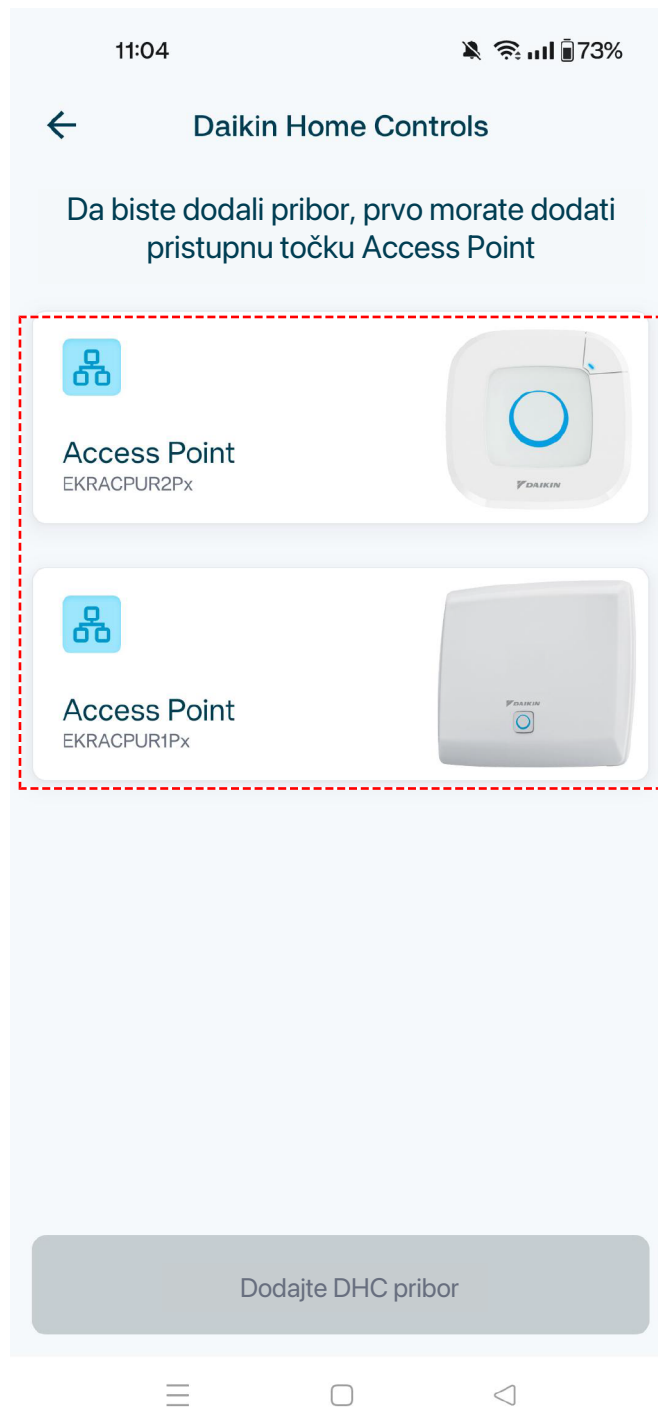 11:04 73%
Daikin Home Controls
Da biste dodali pribor, prvo morate dodati
pristupnu točku Access Point
Access Point
EKRACPUR2Px
DAIKIN
Access Point
EKRACPUR1Px
DAIKIN
Dodajte DHC pribor